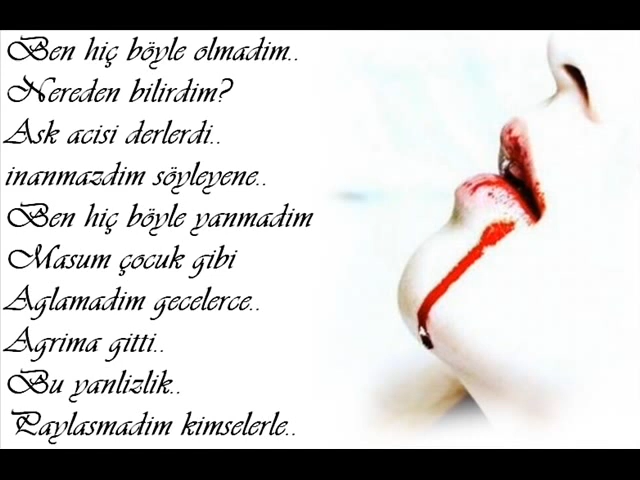 Ben hiç böyle olmadim..
Nereden bilirdim?
Ask acisi derlerdi..
inanmazdim söyleyene..
Ben hiç böyle yanmadim
Masum çocuk gibi
Aglamadim gecelerce..
Agrima gitti..
Bu yanlizlik..
Paylasmadim kimselerle..